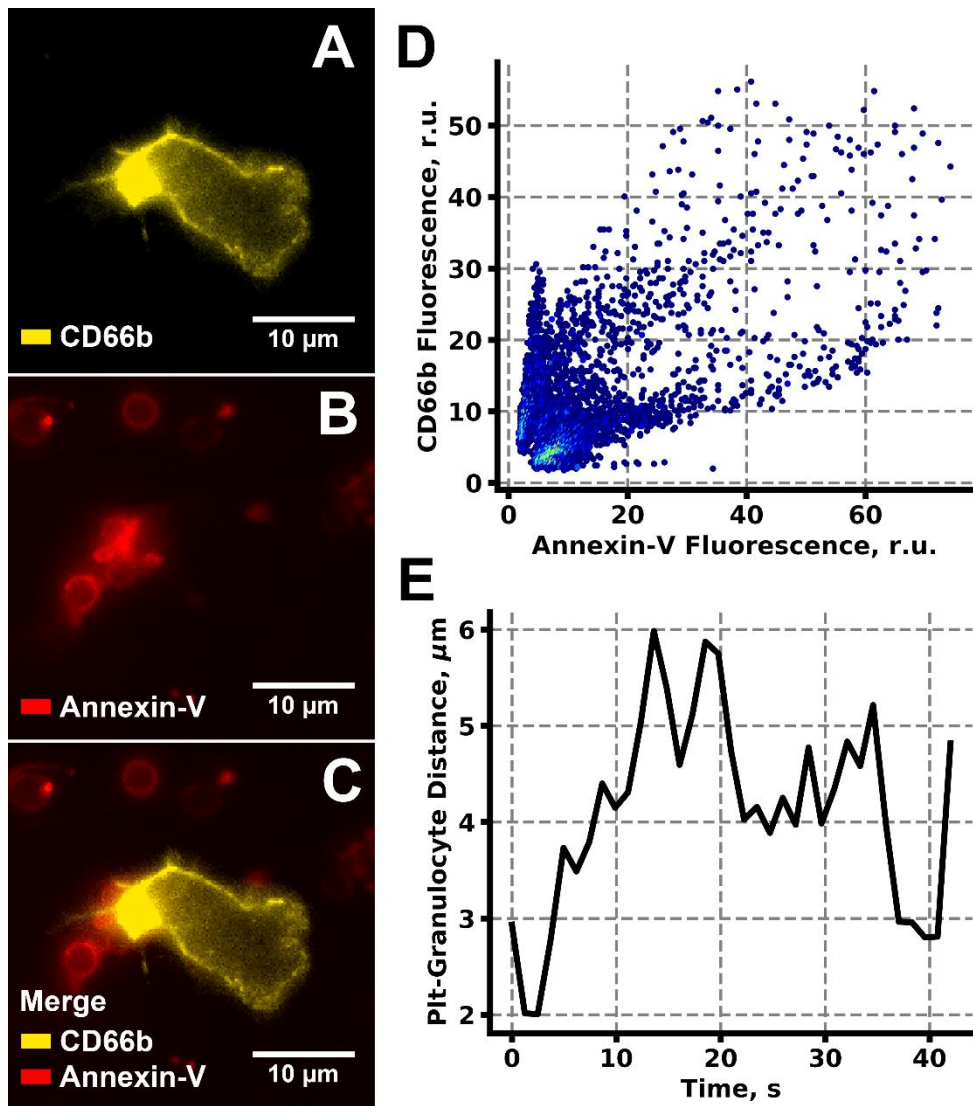 A
CD66b
10 µm
B
Annexin-V
10 µm
C
Merge
CD66b
Annexin-V
10 µm
D
CD66b Fluorescence, r.u.
50
40
30
20
10
0
0 20 40 60
Annexin-V Fluorescence, r.u.
E
Plt-Granulocyte Distance, µm
6
5
4
3
2
0 10 20 30 40
Time, s